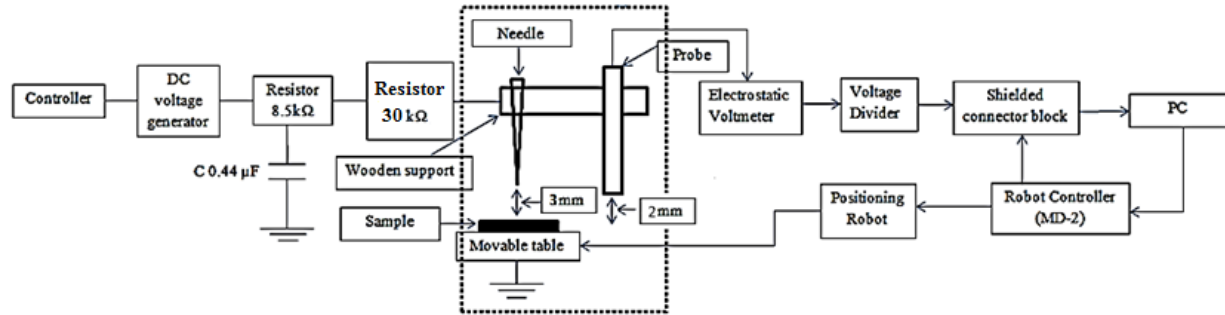 Needle
Probe
Controller
DC
voltage
generator
Resistor
8.5kΩ
Resistor
30 kΩ
Electrostatic
Voltmeter
Voltage
Divider
Shielded
connector block
PC
C 0.44 µF
Wooden support
3mm
2mm
Sample
Movable table
Positioning
Robot
Robot Controller
(MD-2)